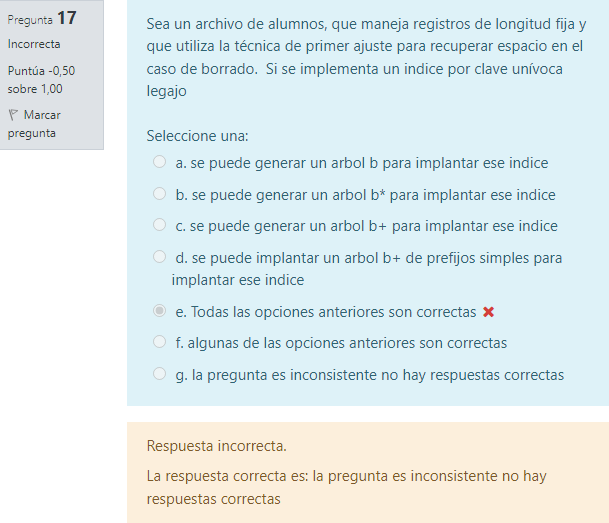 Pregunta 17
Incorrecta
Puntúa -0,50
sobre 1,00
Marcar
pregunta
Sea un archivo de alumnos, que maneja registros de longitud fija y
que utiliza la técnica de primer ajuste para recuperar espacio en el
caso de borrado. Si se implementa un indice por clave unívoca
legajo
Seleccione una:
a. se puede generar un arbol b para implantar ese indice
b. se puede generar un arbol b* para implantar ese indice
c. se puede generar un arbol b+ para implantar ese indice
d. se puede implantar un arbol b+ de prefijos simples para
implantar ese indice
e. Todas las opciones anteriores son correctas
f. algunas de las opciones anteriores son correctas
g. la pregunta es inconsistente no hay respuestas correctas
Respuesta incorrecta.
La respuesta correcta es: la pregunta es inconsistente no hay
respuestas correctas